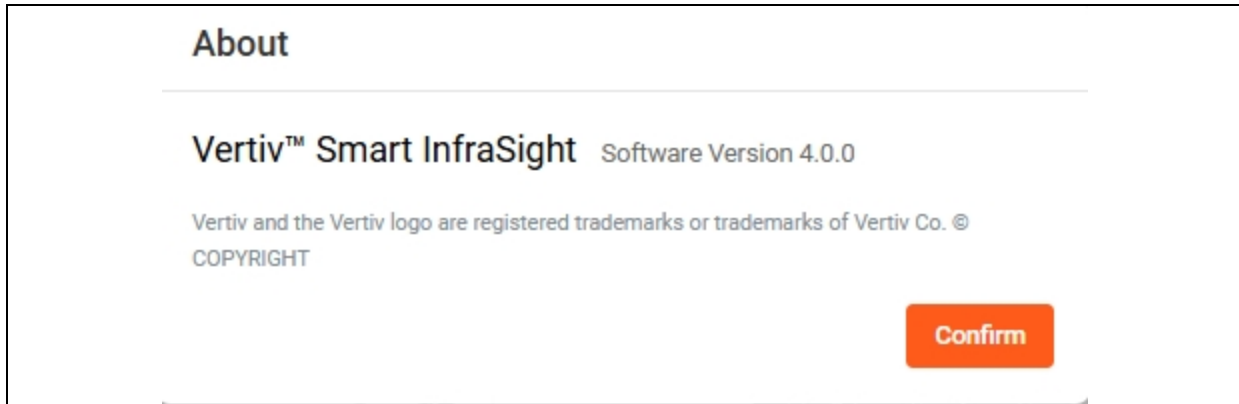 About
Vertiv™ Smart InfraSight Software Version 4.0.0
Vertiv and the Vertiv logo are registered trademarks or trademarks of Vertiv Co. ©
COPYRIGHT
Confirm